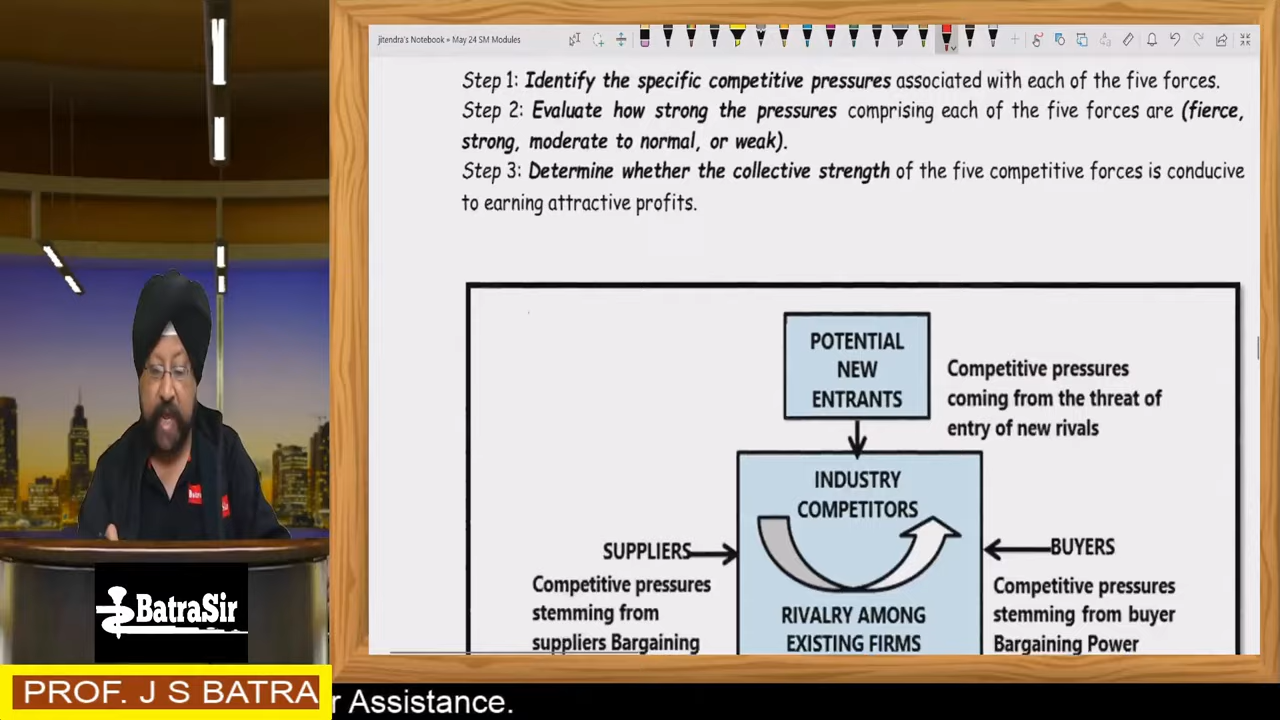 jitendra's Notebook » May 24 SM Modules
Step 1: Identify the specific competitive pressures associated with each of the five forces.
Step 2: Evaluate how strong the pressures comprising each of the five forces are (fierce,
strong, moderate to normal, or weak).
Step 3: Determine whether the collective strength of the five competitive forces is conducive
to earning attractive profits.
POTENTIAL
NEW
ENTRANTS
Competitive pressures
coming from the threat of
entry of new rivals
INDUSTRY
COMPETITORS
SUPPLIERS
Competitive pressures
stemming from
suppliers Bargaining
BUYERS
Competitive pressures
stemming from buyer
Bargaining Power
RIVALRY AMONG
EXISTING FIRMS
BatraSir
PROF. J S BATRA
r Assistance.